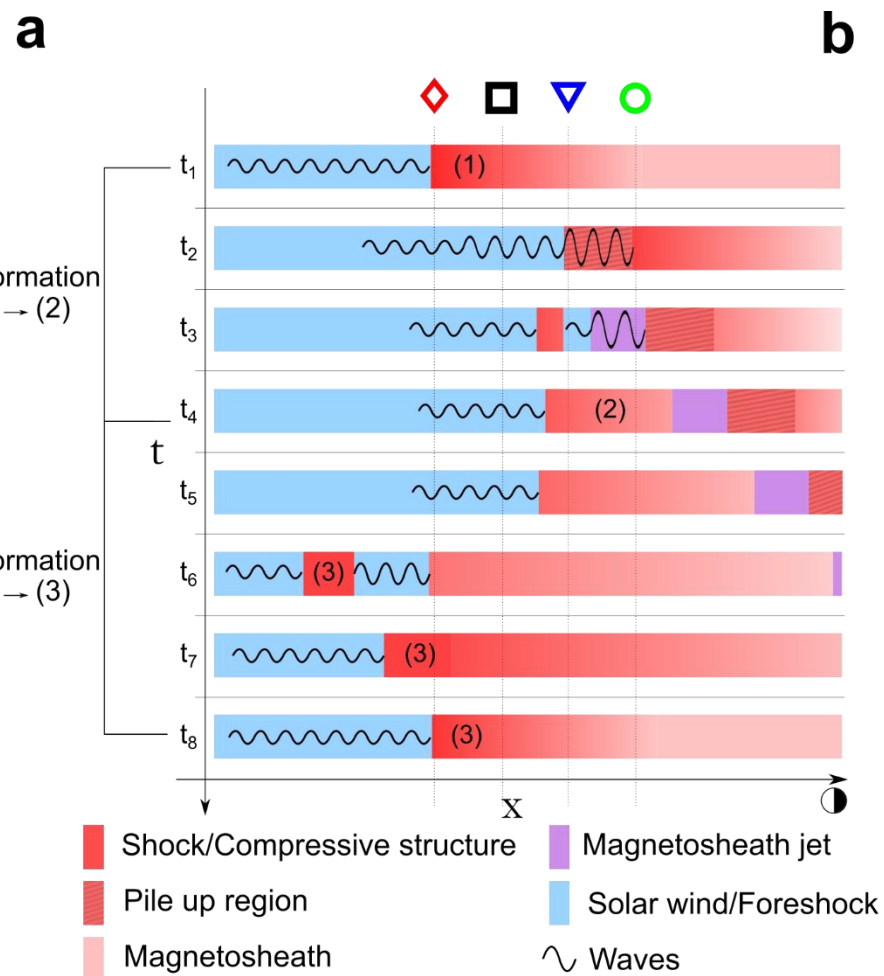 a
b
t1
(1)
t2
ormation
→ (2)
t3
t4
(2)
t
t5
ormation
→ (3)
t6
(3)
t7
(3)
t8
(3)
x
Shock/Compressive structure
Magnetosheath jet
Pile up region
Solar wind/Foreshock
Magnetosheath
Waves